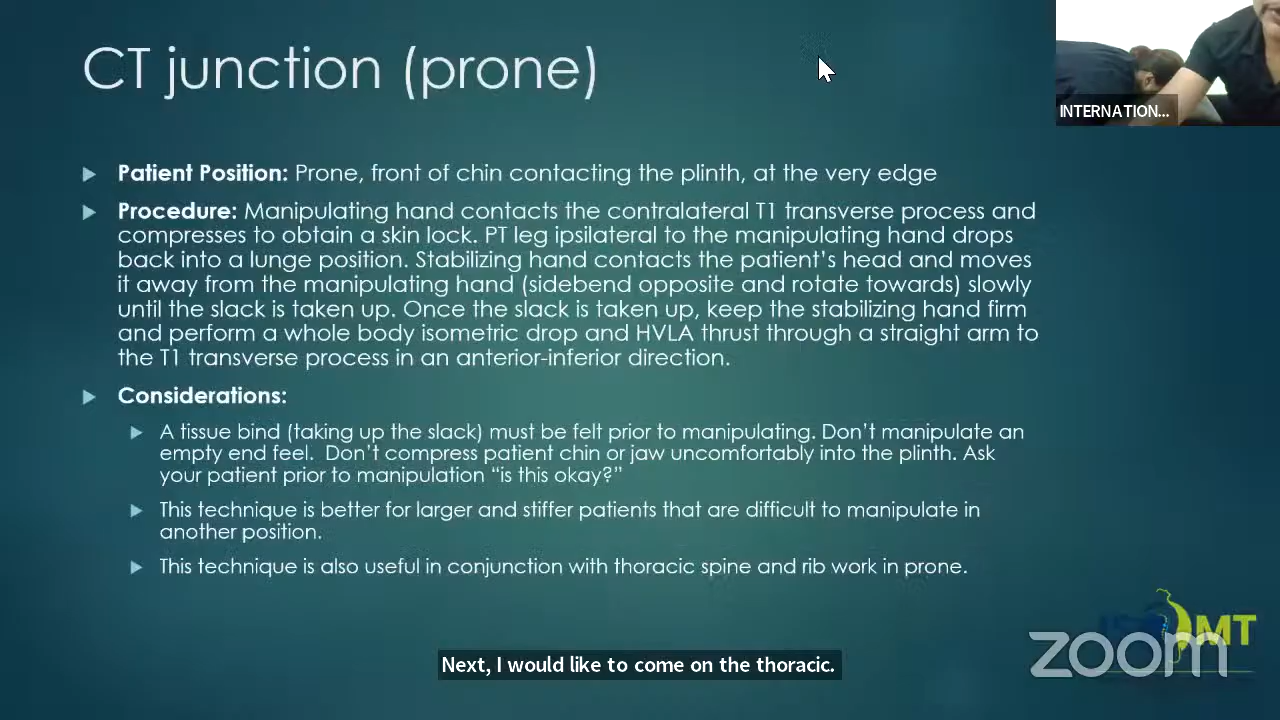 CT junction (prone)
INTERNATION...
Patient Position: Prone, front of chin contacting the plinth, at the very edge
Procedure: Manipulating hand contacts the contralateral T1 transverse process and
compresses to obtain a skin lock. PT leg ipsilateral to the manipulating hand drops
back into a lunge position. Stabilizing hand contacts the patient’s head and moves
it away from the manipulating hand (sidebend opposite and rotate towards) slowly
until the slack is taken up. Once the slack is taken up, keep the stabilizing hand firm
and perform a whole body isometric drop and HVLA thrust through a straight arm to
the T1 transverse process in an anterior-inferior direction.
Considerations:
A tissue bind (taking up the slack) must be felt prior to manipulating. Don’t manipulate an
empty end feel. Don’t compress patient chin or jaw uncomfortably into the plinth. Ask
your patient prior to manipulation “is this okay?”
This technique is better for larger and stiffer patients that are difficult to manipulate in
another position.
This technique is also useful in conjunction with thoracic spine and rib work in prone.
MT
zoom
Next, I would like to come on the thoracic.